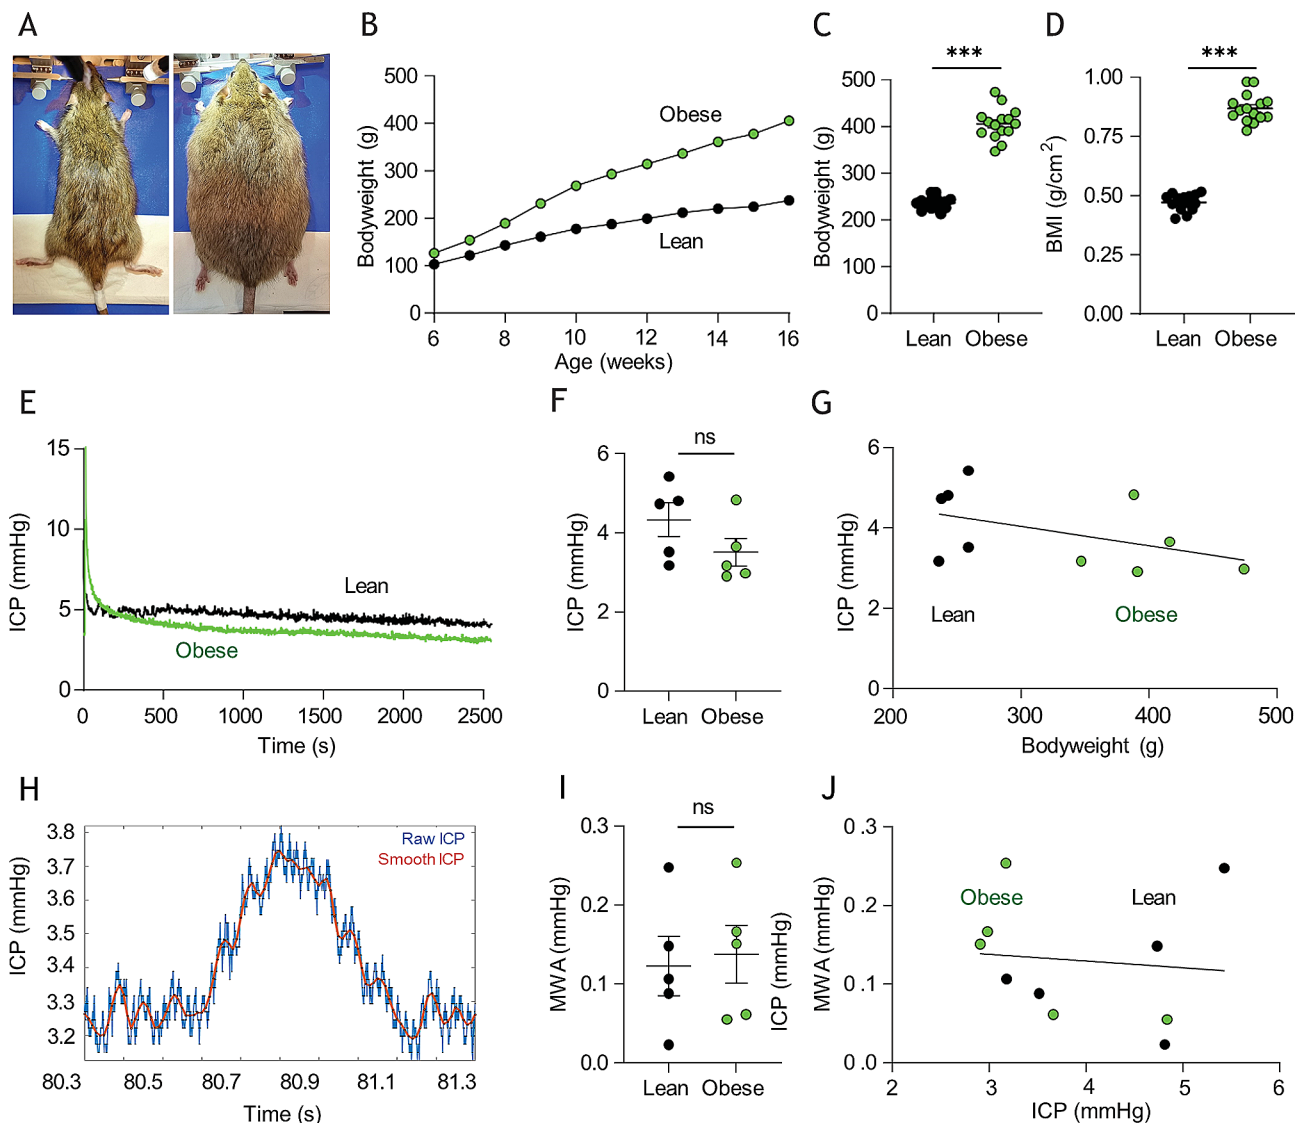 A
B
C
D
500
400
300
200
100
0
Bodyweight (g)
Obese
Lean
6
8
10
12
14
16
Age (weeks)
***
500
400
300
200
100
0
Bodyweight (g)
Lean Obese
***
1.00
0.75
0.50
0.25
0.00
BMI (g/cm²)
Lean Obese
E
15
10
5
0
ICP (mmHg)
Lean
Obese
0
500
1000
1500
2000
2500
Time (s)
F
ns
6
4
2
0
ICP (mmHg)
Lean Obese
G
6
4
2
0
ICP (mmHg)
Lean
Obese
200
300
400
500
Bodyweight (g)
H
3.8
3.7
3.6
3.5
3.4
3.3
3.2
ICP (mmHg)
Raw ICP
Smooth ICP
80.3
80.5
80.7
80.9
81.1
81.3
Time (s)
I
ns
0.3
0.2
0.1
0.0
MWA (mmHg)
ICP (mmHg)
Lean Obese
J
0.3
0.2
0.1
0.0
MWA (mmHg)
Obese
Lean
2
3
4
5
6
ICP (mmHg)